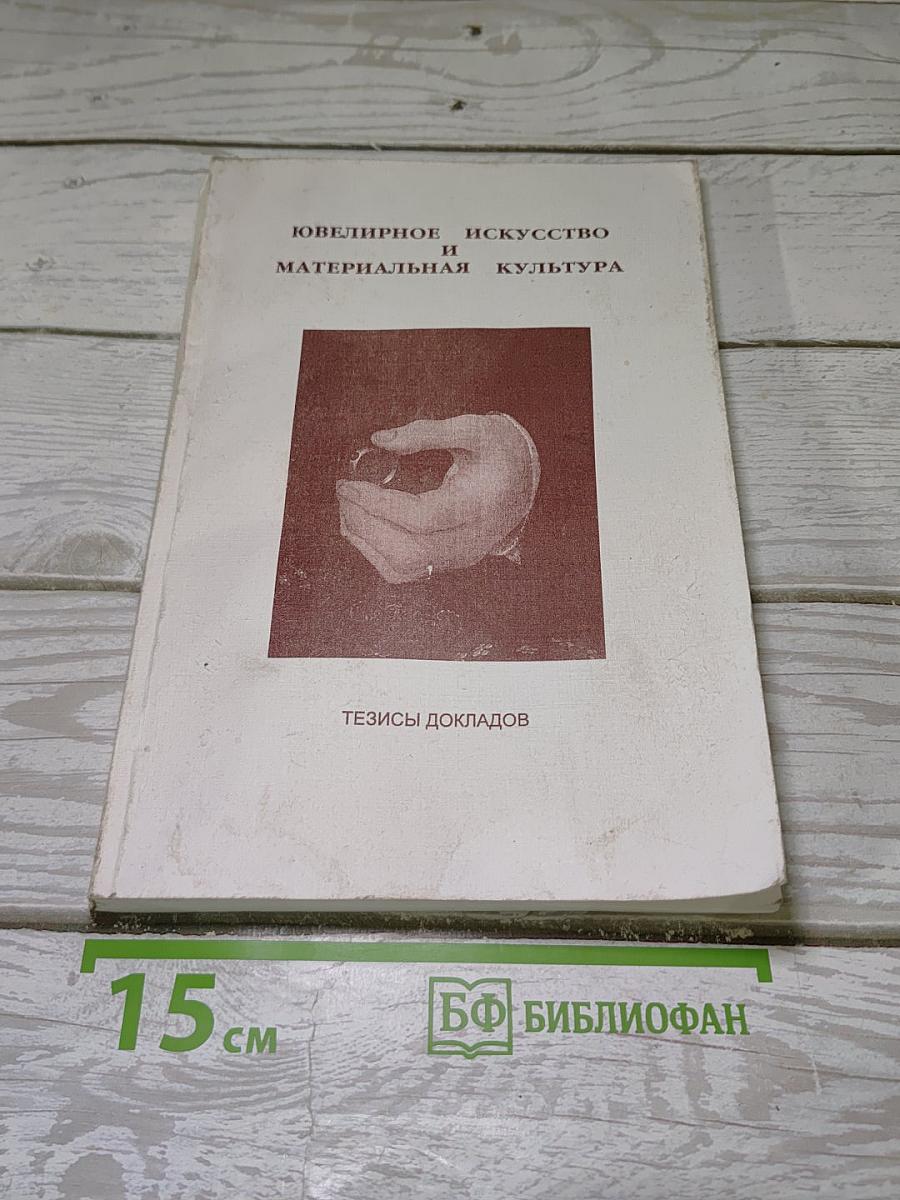 ЮВЕЛИРНОЕ ИСКУССТВО
И
МАТЕРИАЛЬНАЯ КУЛЬТУРА
ТЕЗИСЫ ДОКЛАДОВ
15 см
БФ БИБЛИОФАН